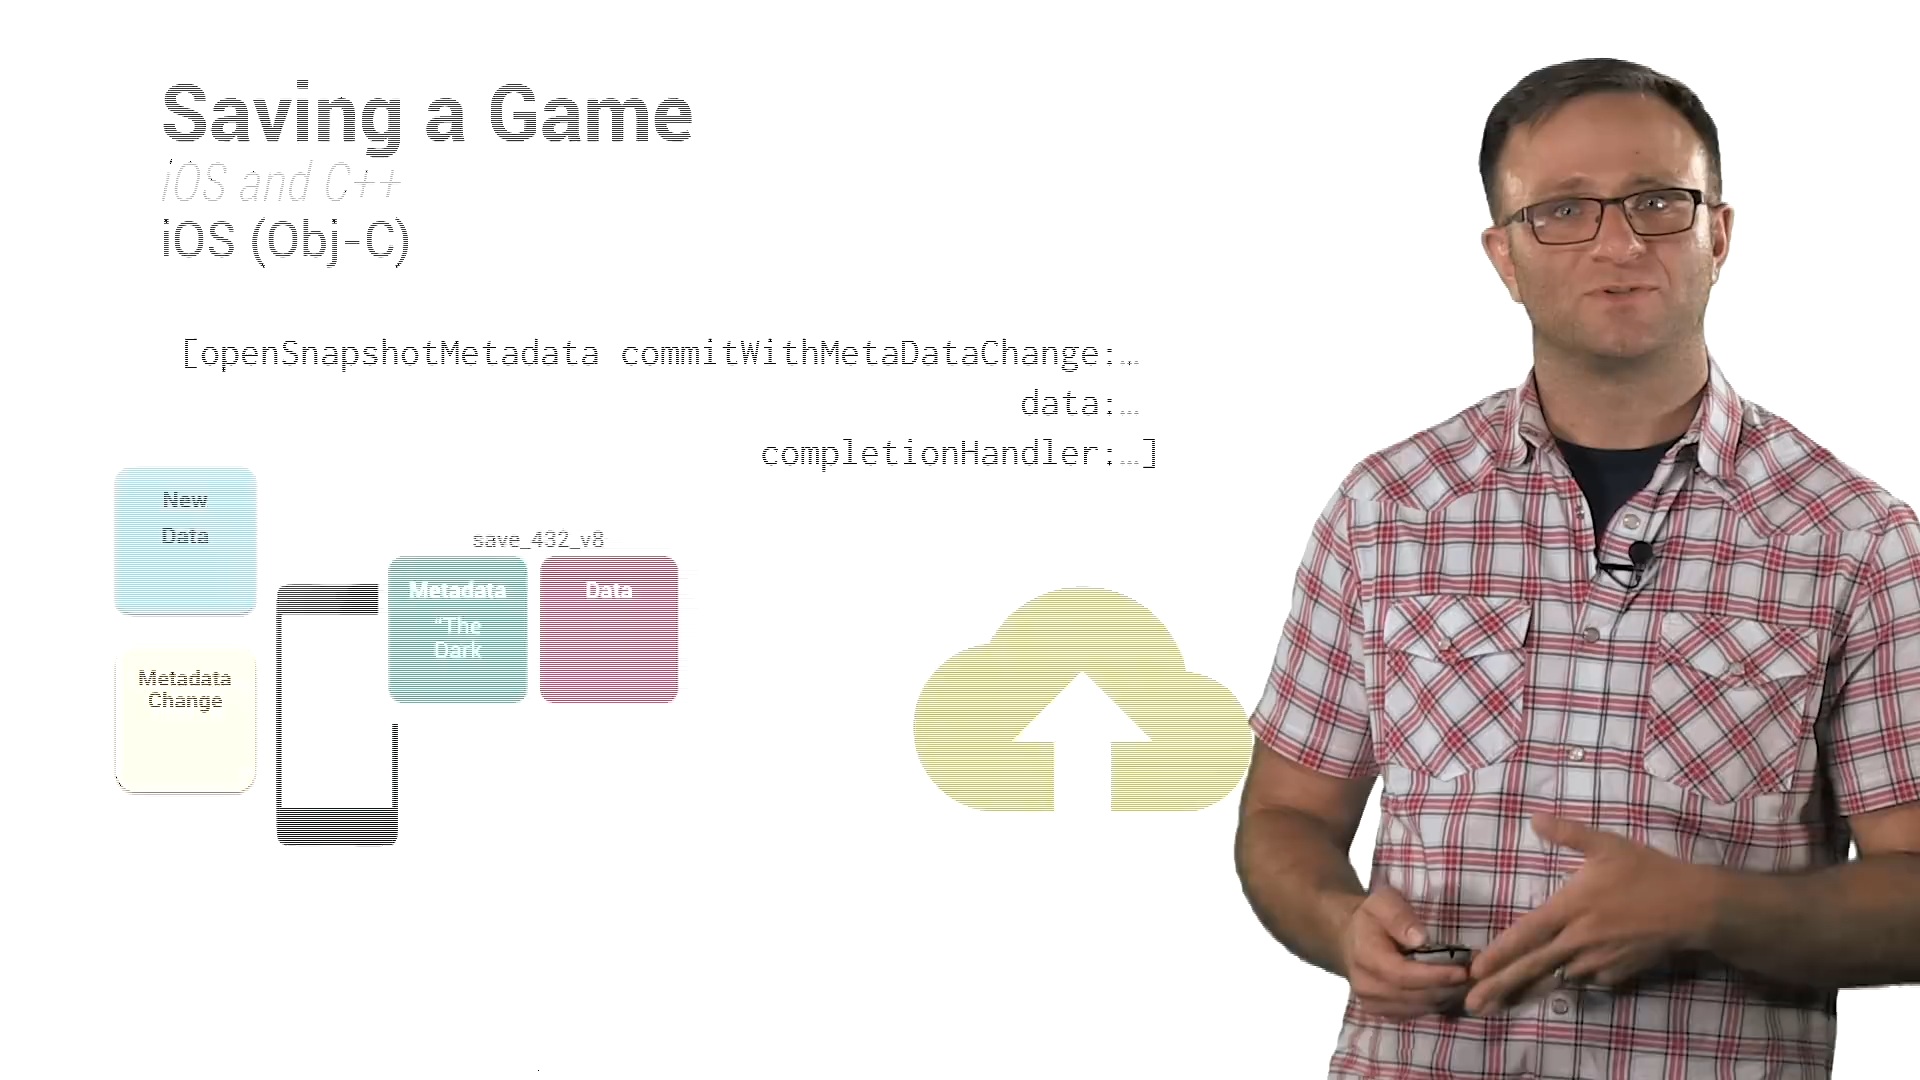 Saving a Game
iOS and C++
iOS (Obj-C)
[openSnapshotMetadata commitWithMetaDataChange:…
data:…
completionHandler:…]
New
Data
save_432_v8
Metadata
"The
Dark
Data
Metadata
Change